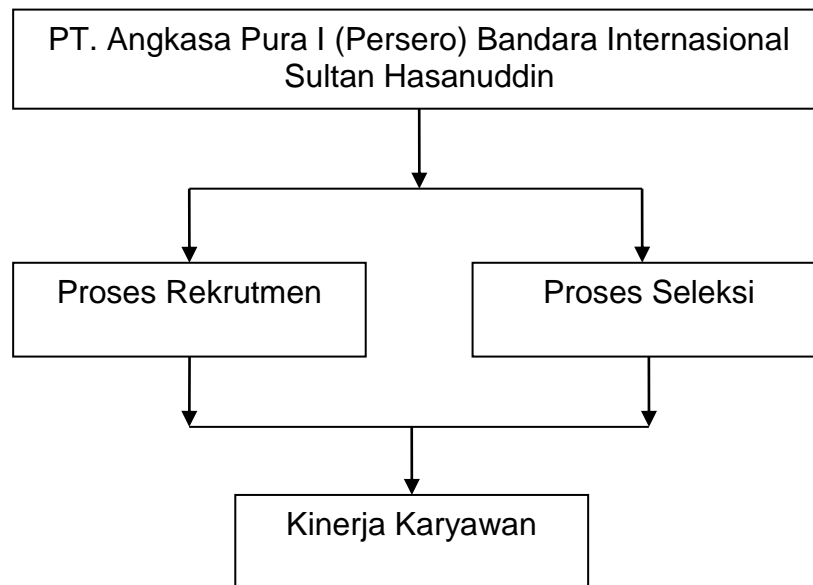 PT. Angkasa Pura I (Persero) Bandara Internasional
Sultan Hasanuddin
Proses Rekrutmen
Proses Seleksi
Kinerja Karyawan